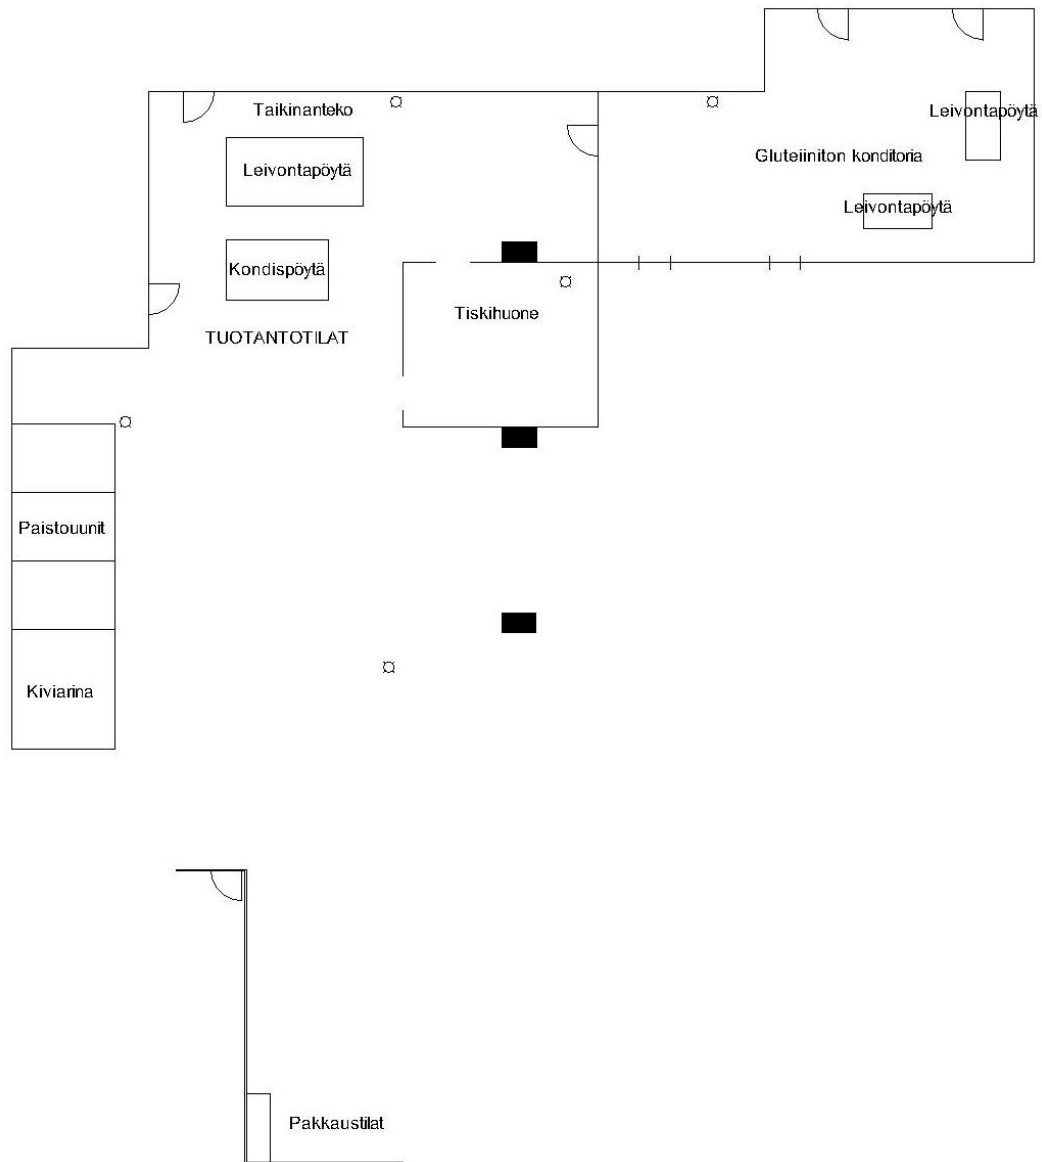 Taikinanteko
Leivontapöytä
Leivontapöytä
Gluteiiniton konditoria
Leivontapöytä
Kondispöytä
Tiskihuone
TUOTANTOTILAT
Paistouunit
Kiviarina
Pakkaustilat